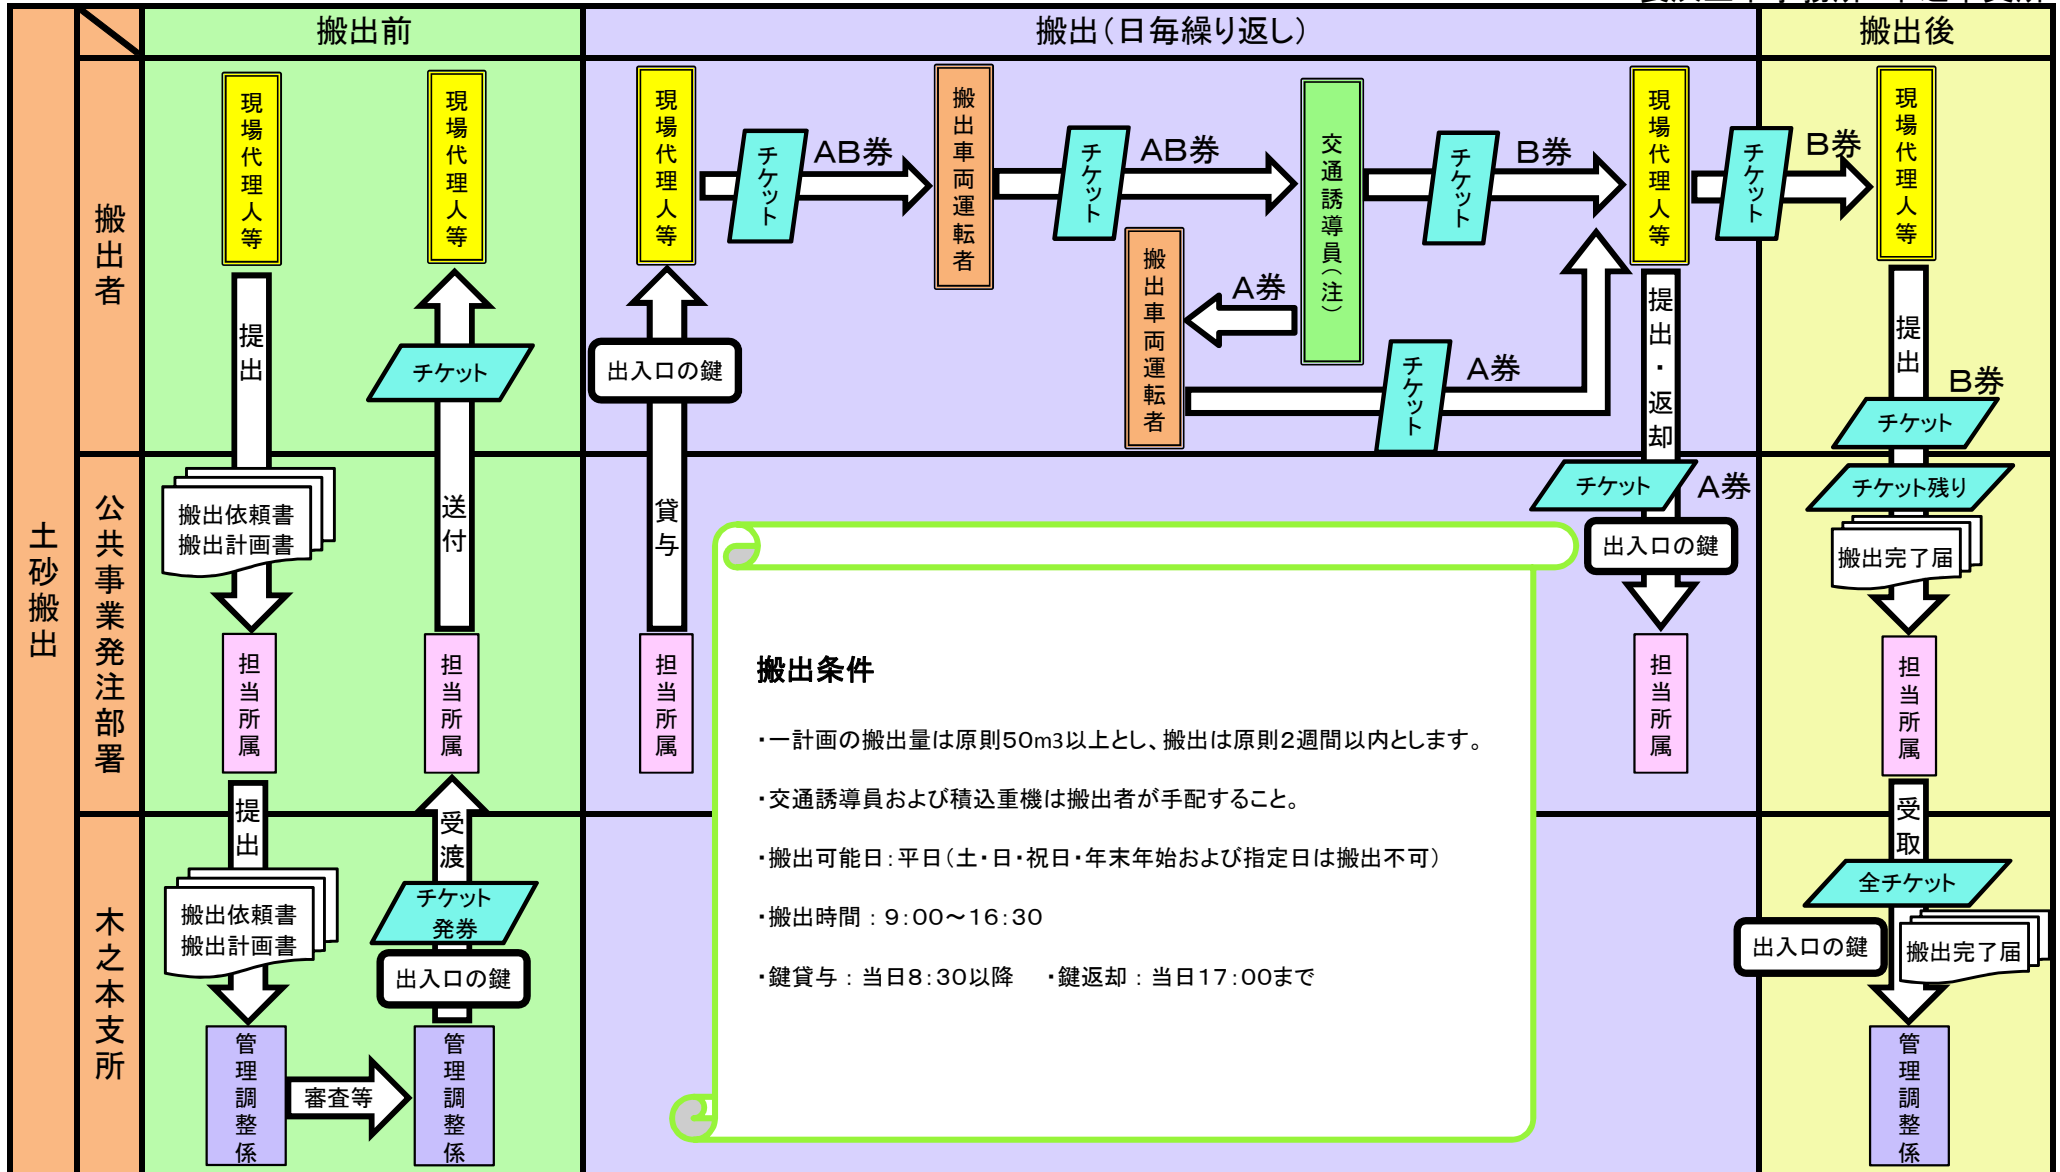 搬出前
搬出（日毎繰り返し）
搬出後
土砂搬出
搬出者
現場代理人等
現場代理人等
現場代理人等
チケット
AB券
搬出車両運転者
チケット
AB券
交通誘導員（注）
チケット
B券
現場代理人等
チケット
B券
現場代理人等
A券
搬出車両運転者
チケット
A券
提出
チケット
出入口の鍵
提出・返却
提出
B券
チケット
公共事業発注部署
搬出依頼書
搬出計画書
送付
貸与
チケット
A券
出入口の鍵
チケット残り
搬出完了届
担当所属
担当所属
担当所属
担当所属
担当所属
搬出条件
・一計画の搬出量は原則50m3以上とし、搬出は原則2週間以内とします。
・交通誘導員および積込重機は搬出者が手配すること。
・搬出可能日：平日（土・日・祝日・年末年始および指定日は搬出不可）
・搬出時間：9：00～16：30
・鍵貸与：当日8：30以降　・鍵返却：当日17：00まで
木之本支所
提出
搬出依頼書
搬出計画書
受渡
チケット
発券
出入口の鍵
受取
全チケット
出入口の鍵
搬出完了届
管理調整係
審査等
管理調整係
管理調整係